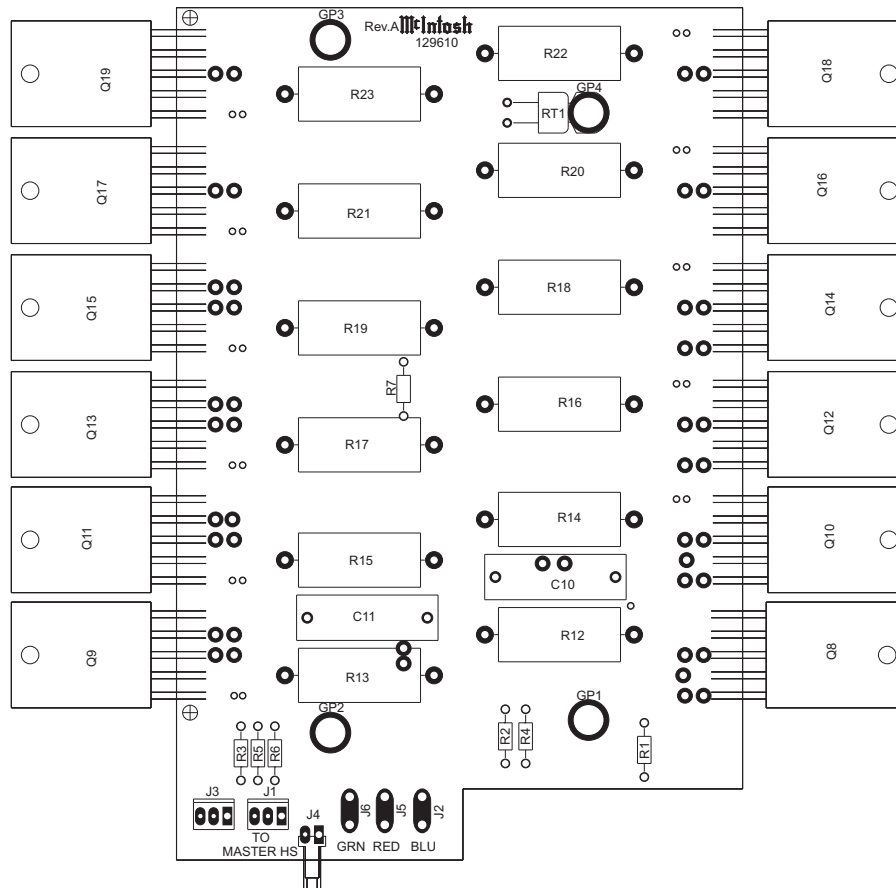 GP3
Rev.A McIntosh
129610
Q19
R23
R22
Q18
GP4
RT1
Q17
R21
R20
Q16
Q15
R19
R18
Q14
R7
Q13
R17
R16
Q12
Q11
R15
R14
Q10
C10
C11
Q9
R13
R12
Q8
GP2
GP1
R3
R5
R6
R2
R4
R1
J3
J1
J4
J6
J5
J2
TO
MASTER HS
GRN
RED
BLU